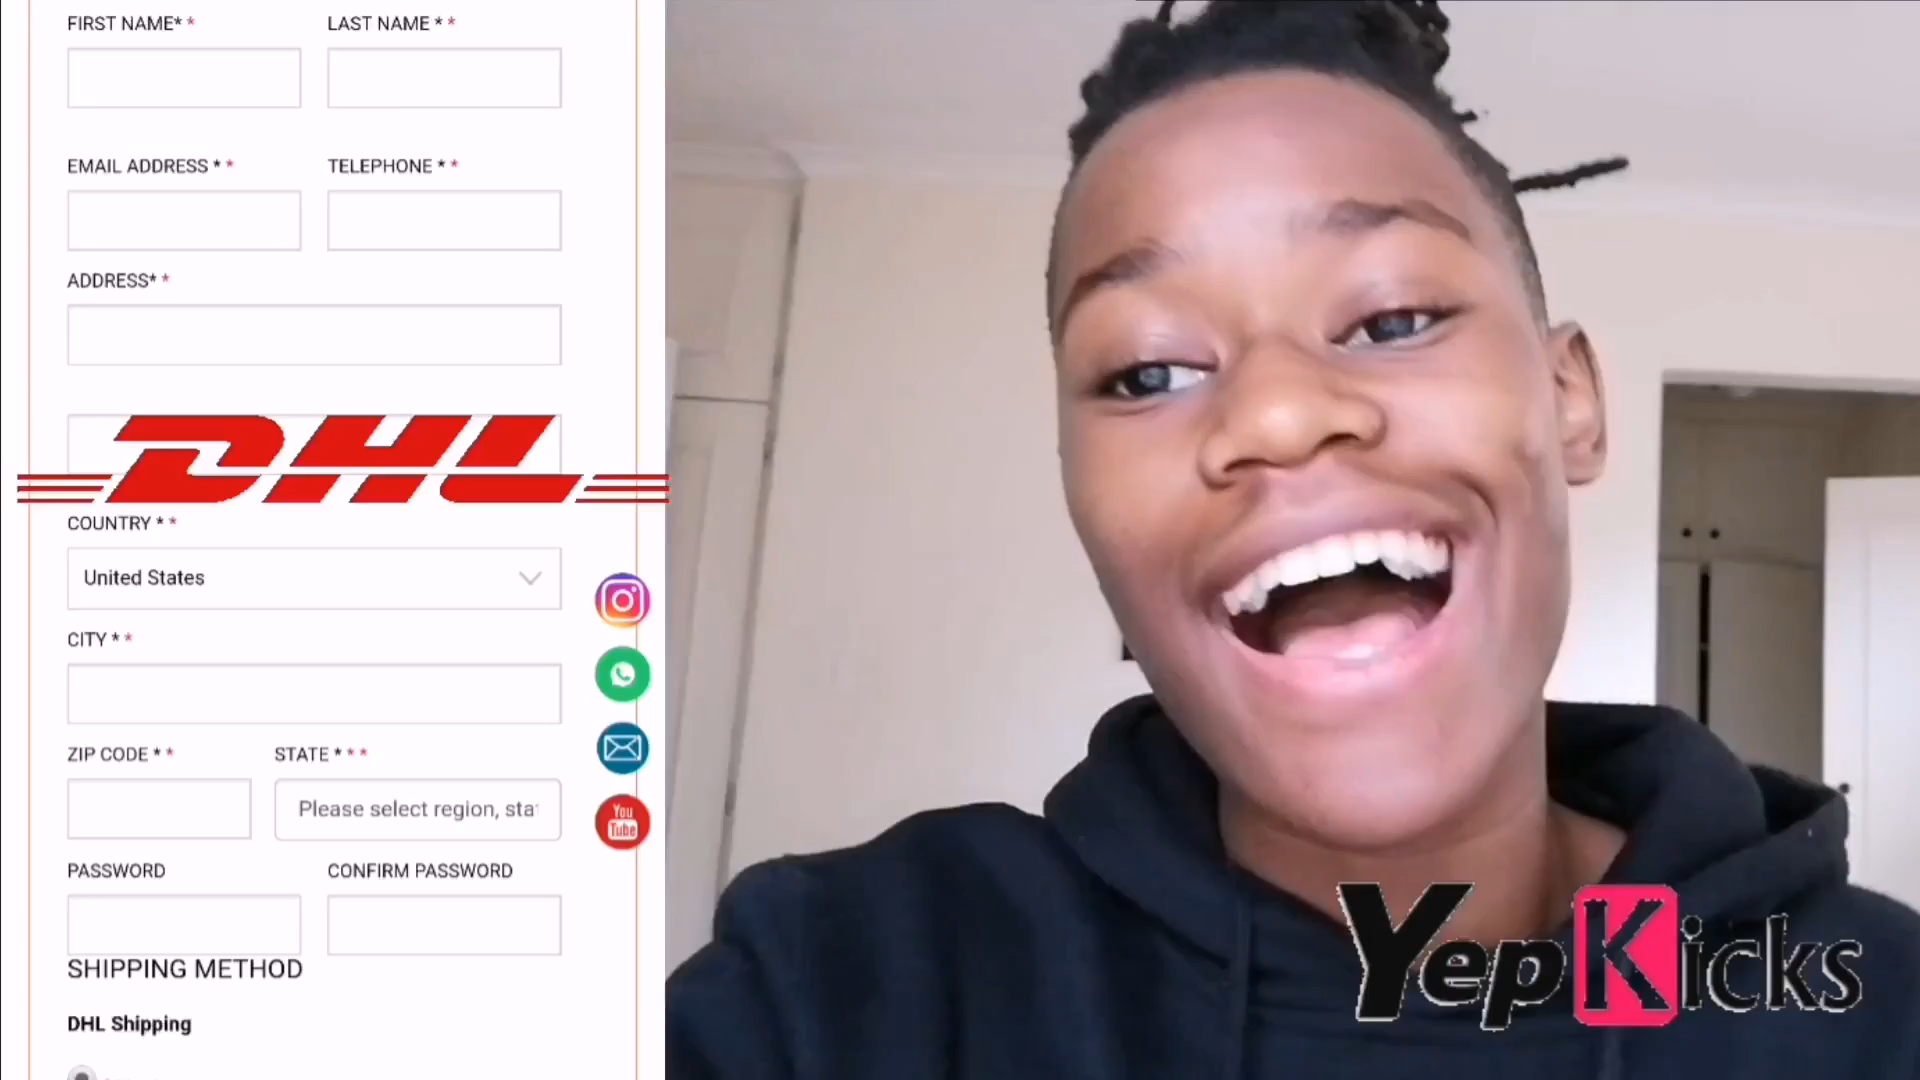 FIRST NAME* *
LAST NAME * *
EMAIL ADDRESS * *
TELEPHONE * *
ADDRESS* *
DHL
COUNTRY * *
United States
CITY * *
ZIP CODE * *
STATE * * *
Please select region, stat
You
Tube
PASSWORD
CONFIRM PASSWORD
SHIPPING METHOD
DHL Shipping
YepKicks